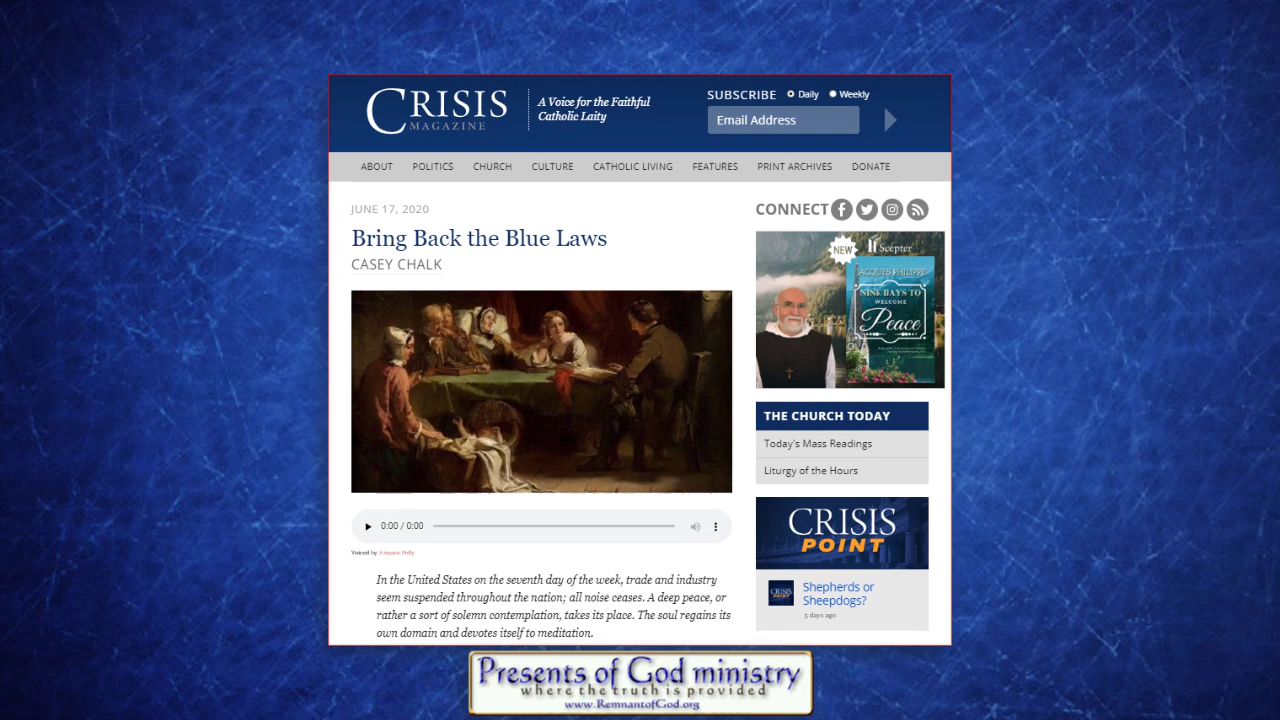 CRISIS
MAGAZINE
A Voice for the Faithful
Catholic Laity
SUBSCRIBE Daily Weekly
Email Address
ABOUT POLITICS CHURCH CULTURE CATHOLIC LIVING FEATURES PRINT ARCHIVES DONATE
JUNE 17, 2020
Bring Back the Blue Laws
CASEY CHALK
0:00 / 0:00
Voiced by Amazon Polly
In the United States on the seventh day of the week, trade and industry
seem suspended throughout the nation; all noise ceases. A deep peace, or
rather a sort of solemn contemplation, takes its place. The soul regains its
own domain and devotes itself to meditation.
CONNECT
NEW
Scepter
JACQUES PHILIPPE
NINE DAYS TO
WELCOME
Peace
THE CHURCH TODAY
Today's Mass Readings
Liturgy of the Hours
CRISIS
POINT
CRISIS
POINT
Shepherds or
Sheepdogs?
5 days ago
Presents of God ministry
where the truth is provided
www.RemnantofGod.org